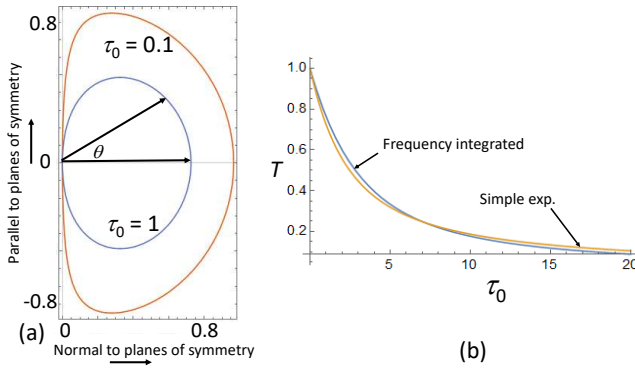 0.8
τ0 = 0.1
θ
0
τ0 = 1
-0.8
Parallel to planes of symmetry
(a)
0
0.8
Normal to planes of symmetry
1.0
0.8
Frequency integrated
T
0.6
0.4
Simple exp.
0.2
5
10
15
20
τ0
(b)